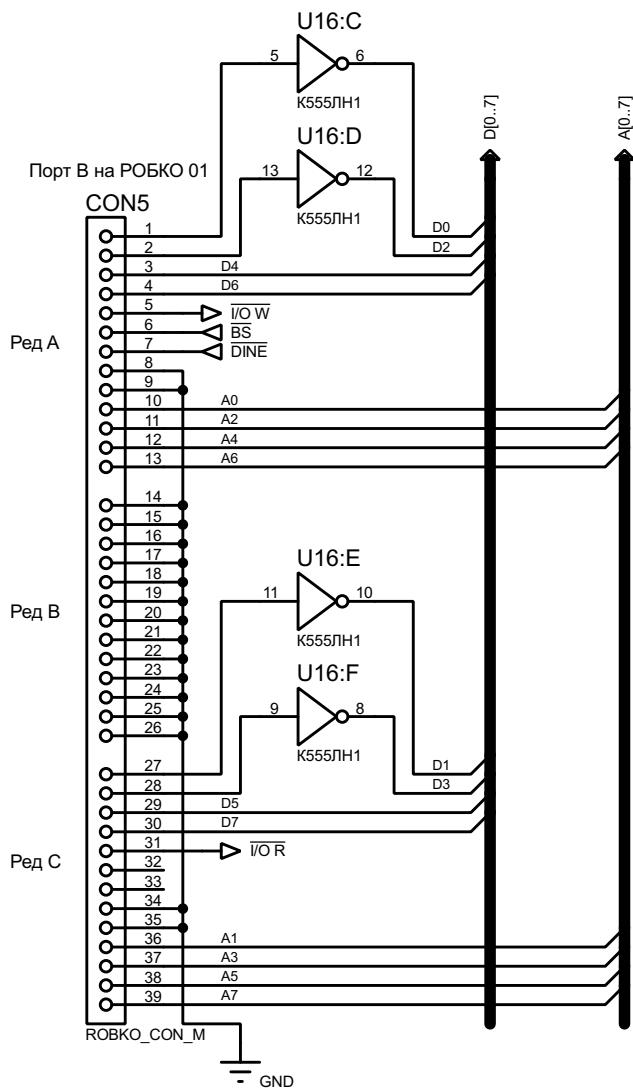 U16:C
5
6
К555ЛН1
U16:D
13
12
К555ЛН1
D[0..7]
A[0..7]
Порт В на РОБКО 01
CON5
1
D0
2
D2
3
D4
4
D6
5
I/O W
6
BS
Ред А
7
DINE
8
9
10
A0
11
A2
12
A4
13
A6
14
15
16
17
18
19
Ред В
20
21
22
23
24
25
26
U16:E
11
10
К555ЛН1
U16:F
9
8
К555ЛН1
27
D1
28
D3
29
D5
30
D7
31
I/O R
Ред С
32
33
34
35
36
A1
37
A3
38
A5
39
A7
ROBKO_CON_M
GND